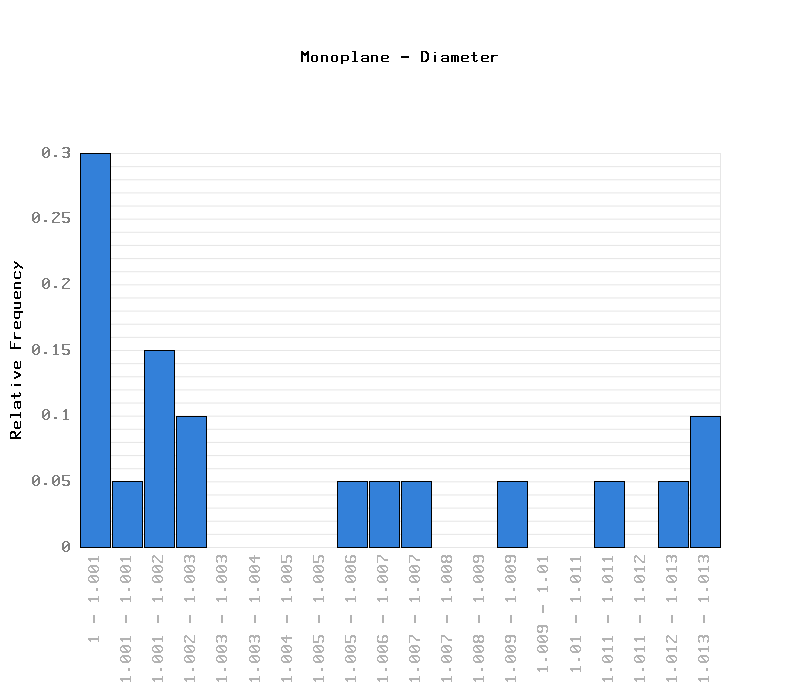 Monoplane - Diameter
0.3
0.25
0.2
0.15
0.1
0.05
0
Relative Frequency
1 - 1.001
1.001 - 1.001
1.001 - 1.002
1.002 - 1.003
1.003 - 1.003
1.003 - 1.004
1.004 - 1.005
1.005 - 1.005
1.005 - 1.006
1.006 - 1.007
1.007 - 1.007
1.007 - 1.008
1.008 - 1.009
1.009 - 1.009
1.009 - 1.01
1.01 - 1.011
1.011 - 1.011
1.011 - 1.012
1.012 - 1.013
1.013 - 1.013